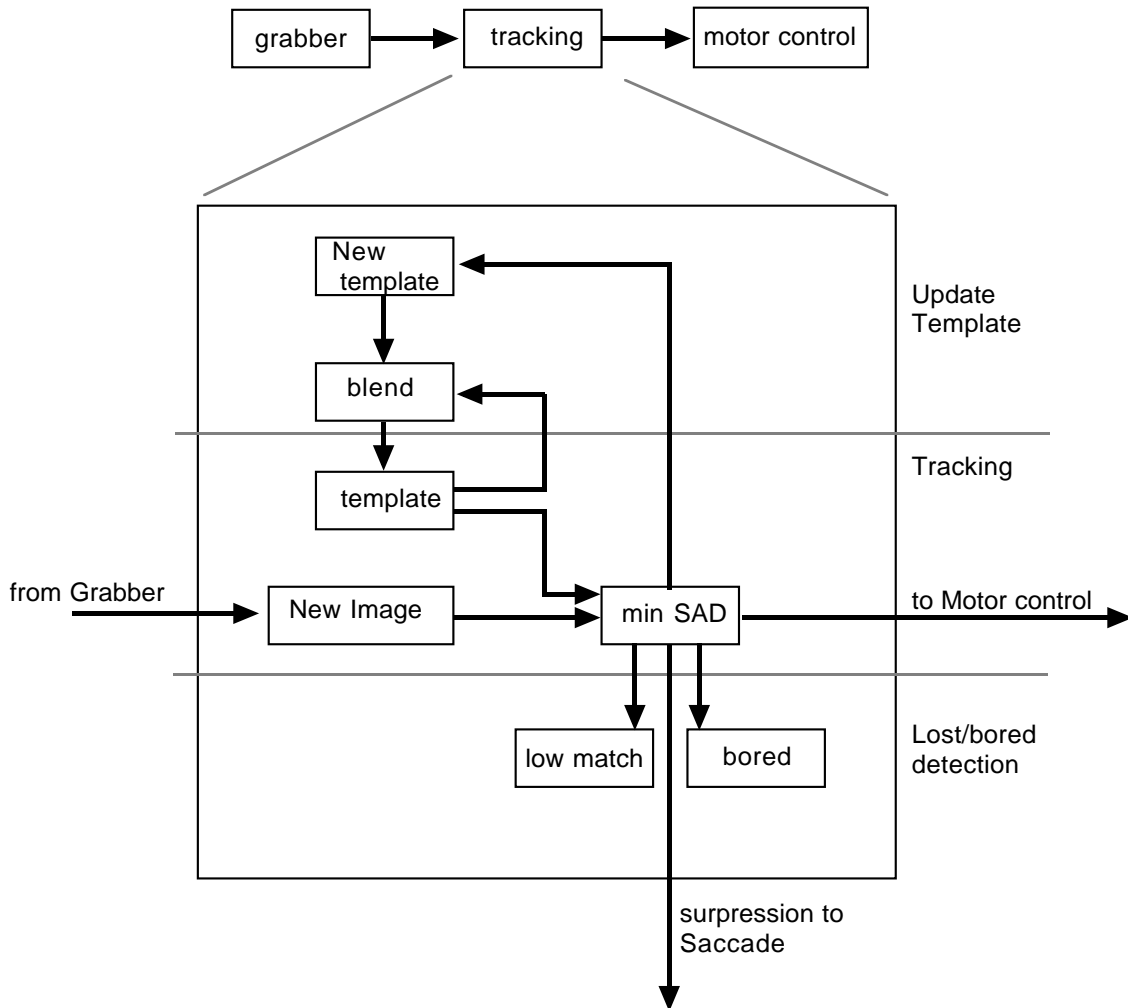 grabber
tracking
motor control
New
template
Update
Template
blend
Tracking
template
from Grabber
New Image
min SAD
to Motor control
low match
bored
Lost/bored
detection
surpression to
Saccade